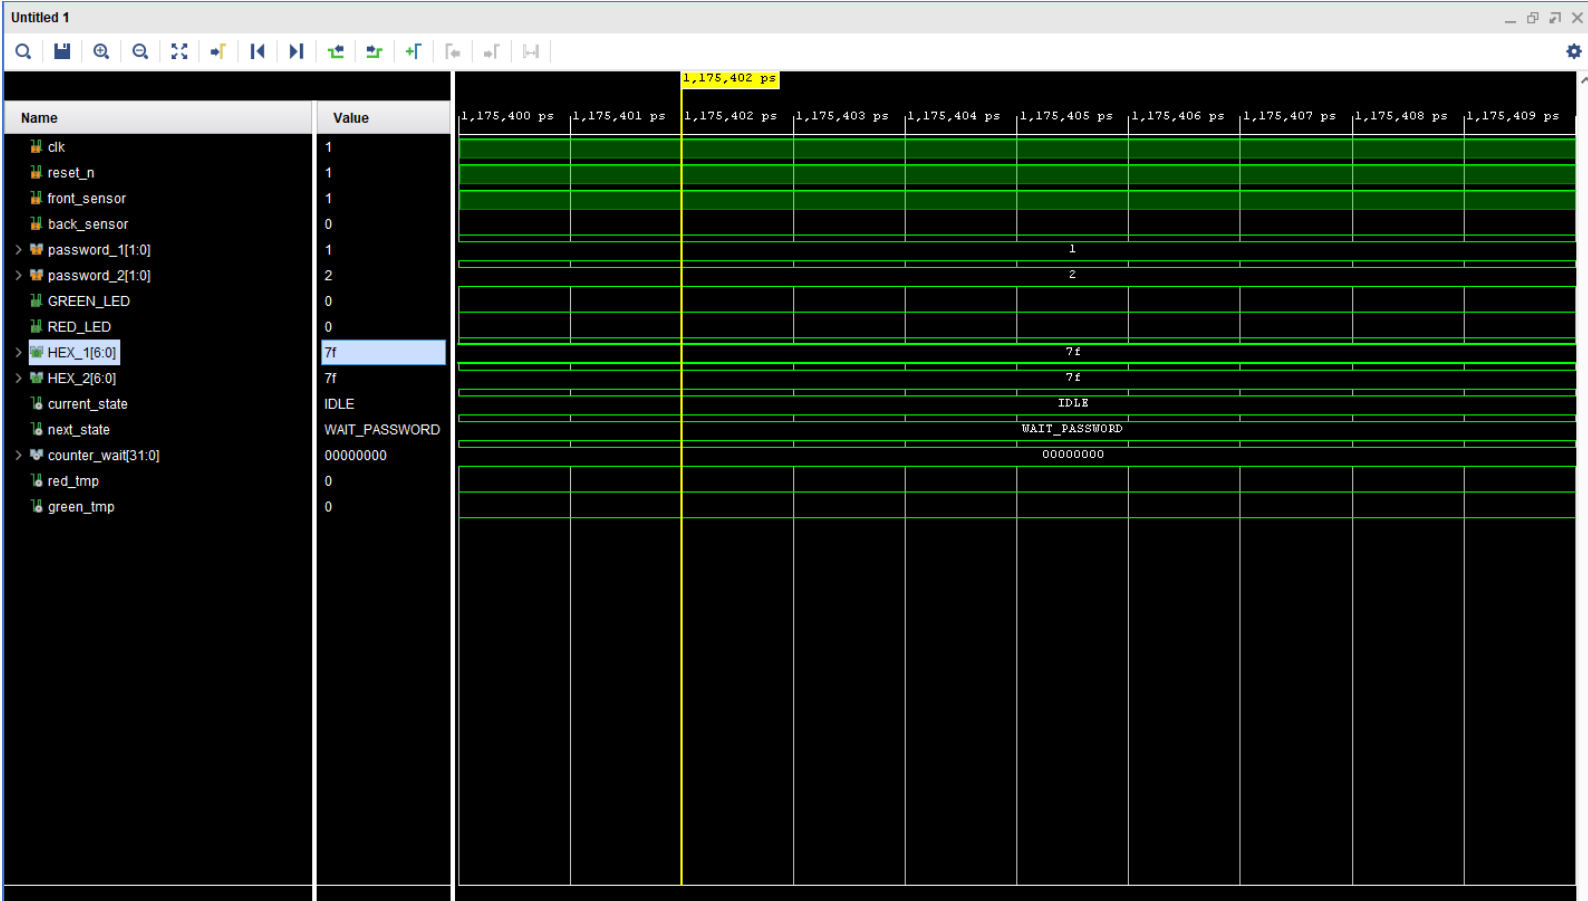 Untitled 1
1,175,402 ps
Name Value 1,175,400 ps 1,175,401 ps 1,175,402 ps 1,175,403 ps 1,175,404 ps 1,175,405 ps 1,175,406 ps 1,175,407 ps 1,175,408 ps 1,175,409 ps
clk 1
reset_n 1
front_sensor 1
back_sensor 0
password_1[1:0] 1 1
password_2[1:0] 2 2
GREEN_LED 0
RED_LED 0
HEX_1[6:0] 7f 7f
HEX_2[6:0] 7f 7f
current_state IDLE IDLE
next_state WAIT_PASSWORD WAIT_PASSWORD
counter_wait[31:0] 00000000 00000000
red_tmp 0
green_tmp 0